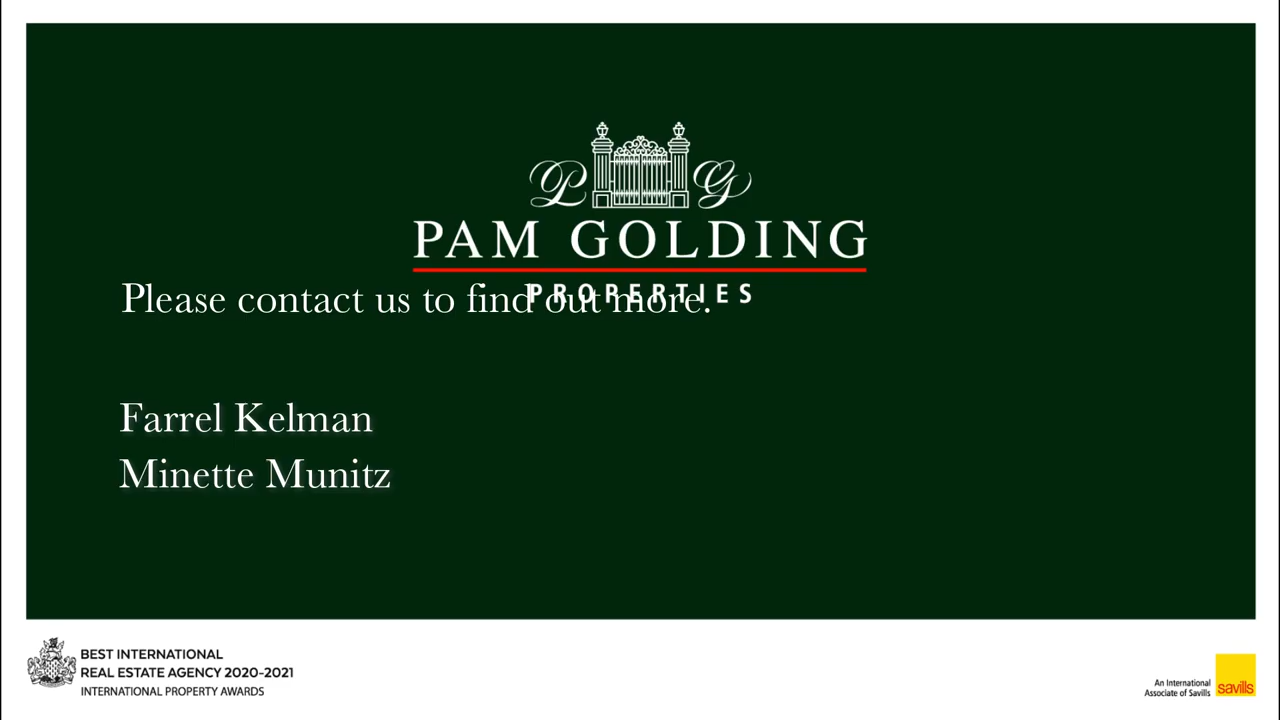 P G
PAM GOLDING
PROPERTIES
Please contact us to find out more.
Farrel Kelman
Minette Munitz
BEST INTERNATIONAL
REAL ESTATE AGENCY 2020-2021
INTERNATIONAL PROPERTY AWARDS
An International
Associate of Savills
savills